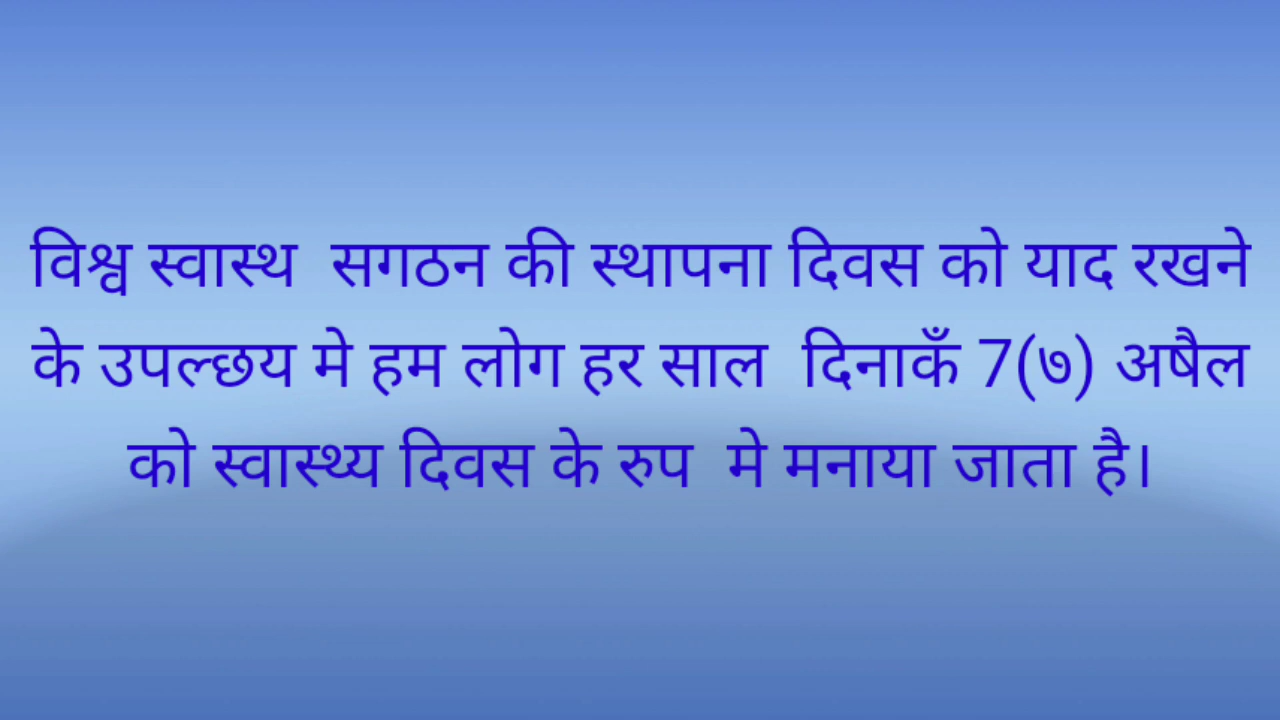 विश्व स्वास्थ सगठन की स्थापना दिवस को याद रखने
के उपल्छय मे हम लोग हर साल दिनाकँ 7(७) अषैल
को स्वास्थ्य दिवस के रुप मे मनाया जाता है।